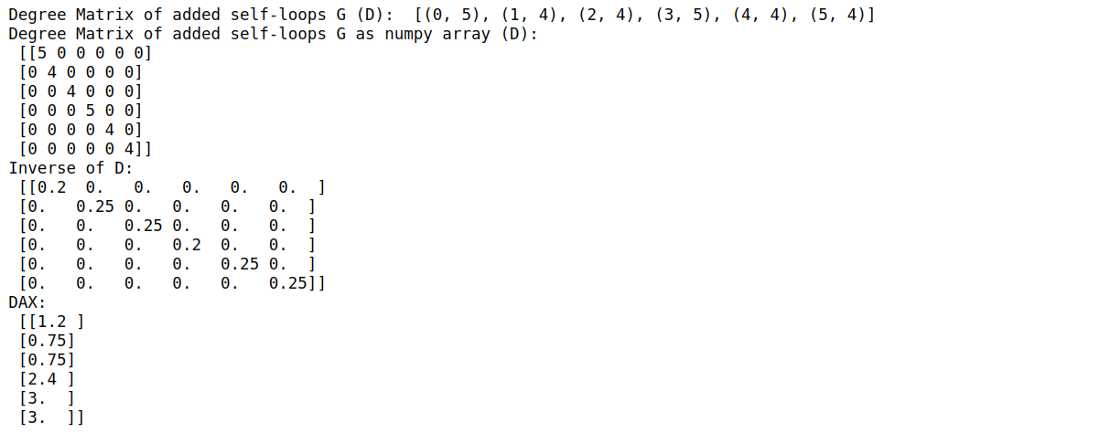 Degree Matrix of added self-loops G (D):  [(0, 5), (1, 4), (2, 4), (3, 5), (4, 4), (5, 4)]
Degree Matrix of added self-loops G as numpy array (D):
 [[5 0 0 0 0 0]
 [0 4 0 0 0 0]
 [0 0 4 0 0 0]
 [0 0 0 5 0 0]
 [0 0 0 0 4 0]
 [0 0 0 0 0 4]]
Inverse of D:
 [[0.2  0.   0.   0.   0.   0.  ]
 [0.   0.25 0.   0.   0.   0.  ]
 [0.   0.   0.25 0.   0.   0.  ]
 [0.   0.   0.   0.2  0.   0.  ]
 [0.   0.   0.   0.   0.25 0.  ]
 [0.   0.   0.   0.   0.   0.25]]
DAX:
 [[1.2 ]
 [0.75]
 [0.75]
 [2.4 ]
 [3.  ]
 [3.  ]]